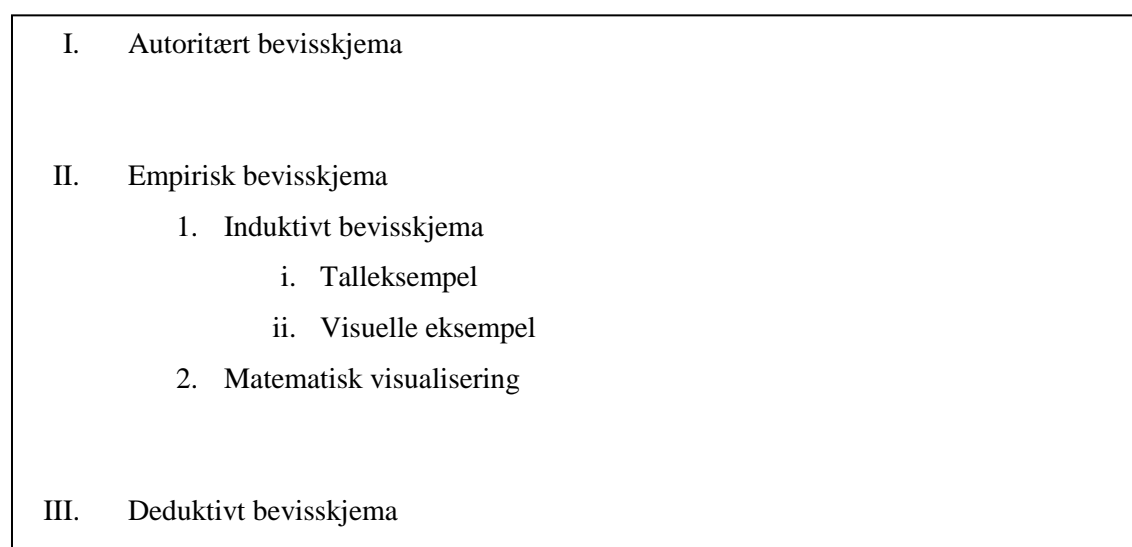 I. Autoritært bevisskjema
II. Empirisk bevisskjema
1. Induktivt bevisskjema
i. Talleksempel
ii. Visuelle eksempel
2. Matematisk visualisering
III. Deduktivt bevisskjema